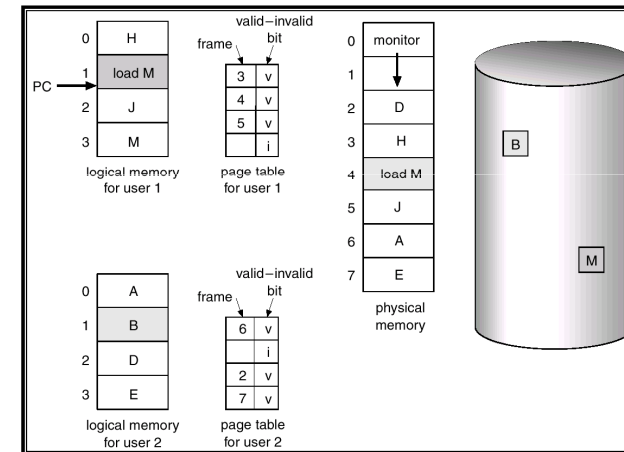 0 H
1 load M
PC
2 J
3 M
logical memory
for user 1
valid–invalid
frame bit
3 v
4 v
5 v
i
page table
for user 1
0 monitor
1
2 D
3 H
4 load M
5 J
6 A
7 E
physical
memory
B
M
0 A
1 B
2 D
3 E
logical memory
for user 2
valid–invalid
frame bit
6 v
i
2 v
7 v
page table
for user 2